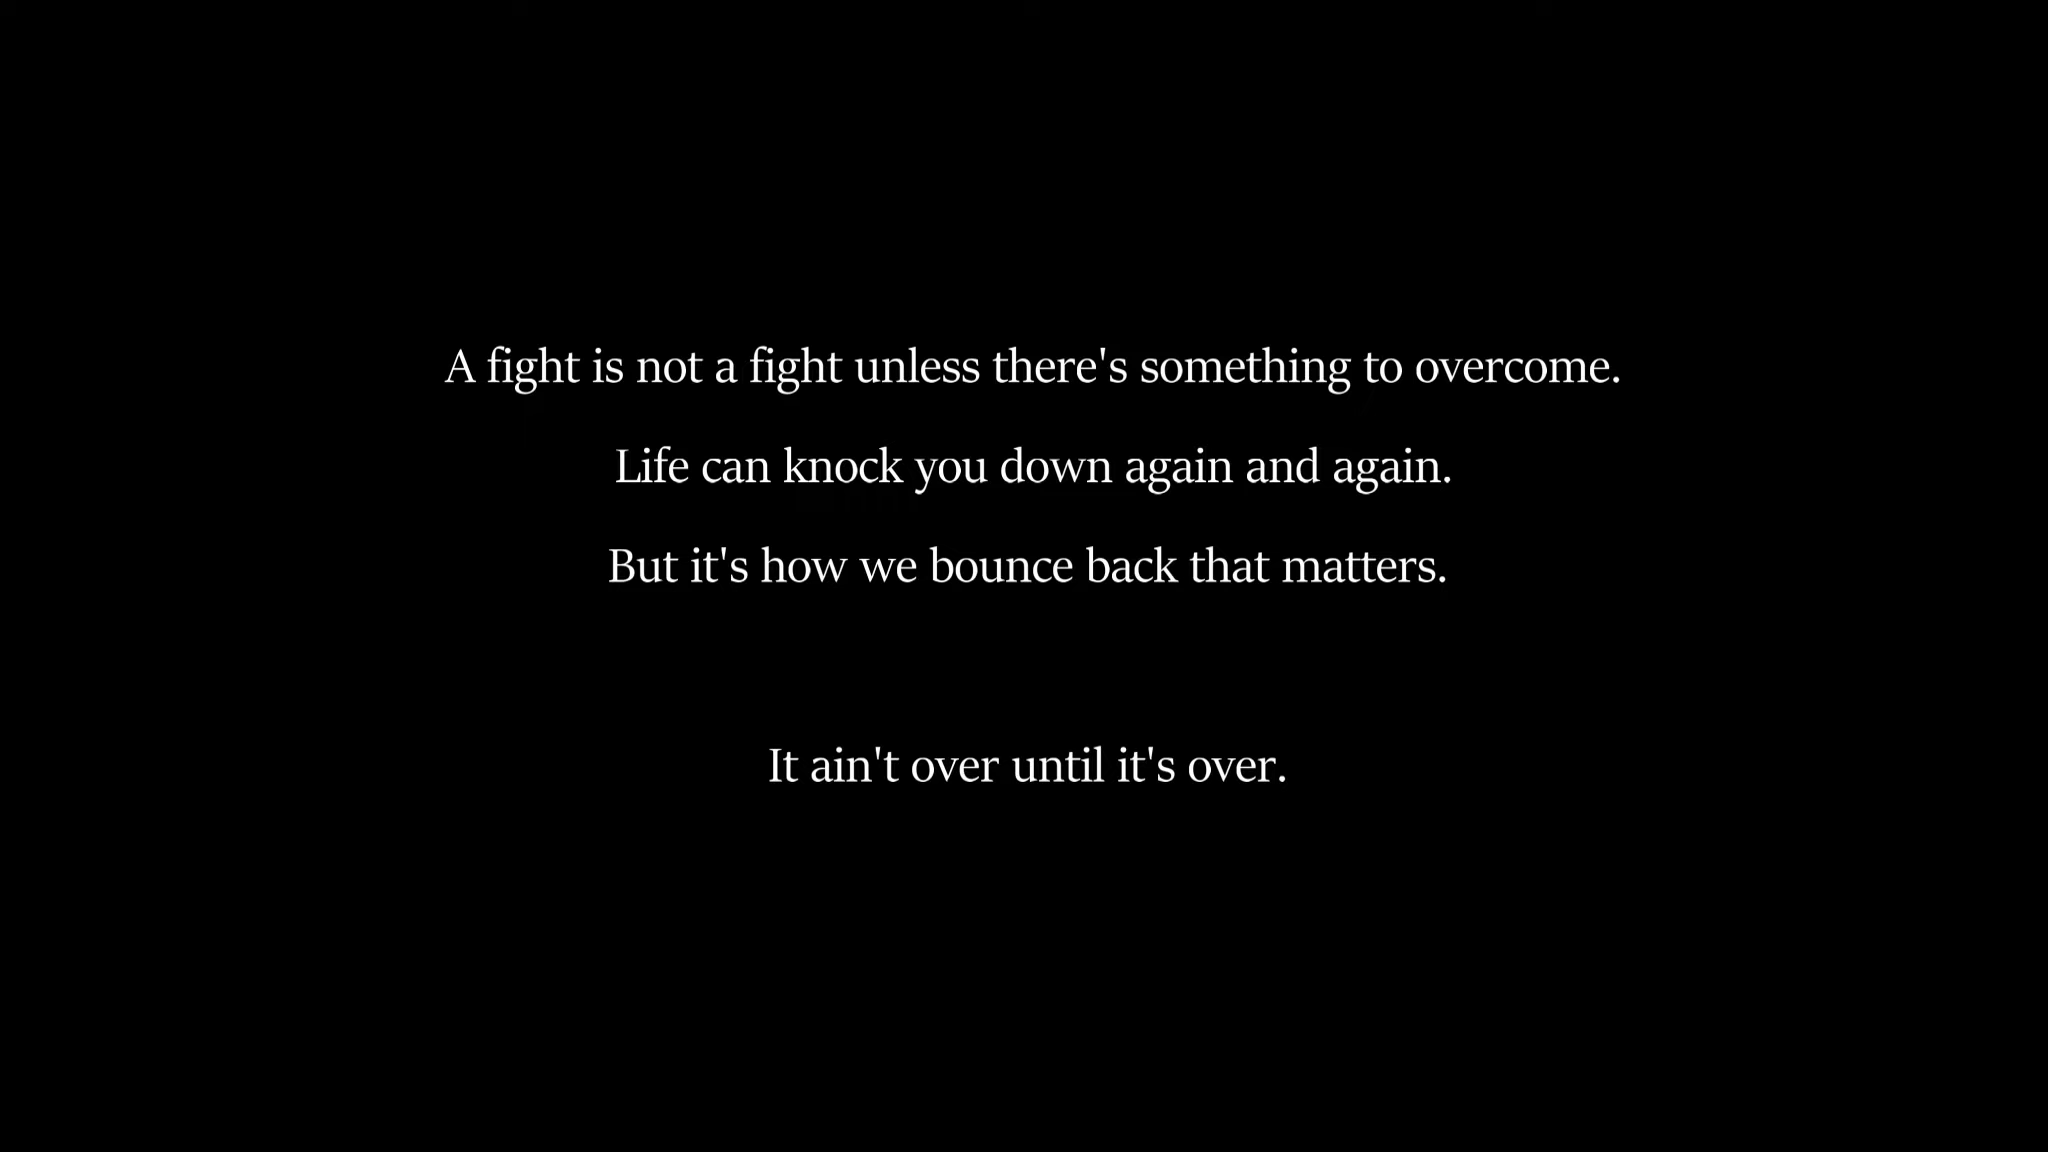 A fight is not a fight unless there's something to overcome.
Life can knock you down again and again.
But it's how we bounce back that matters.
It ain't over until it's over.